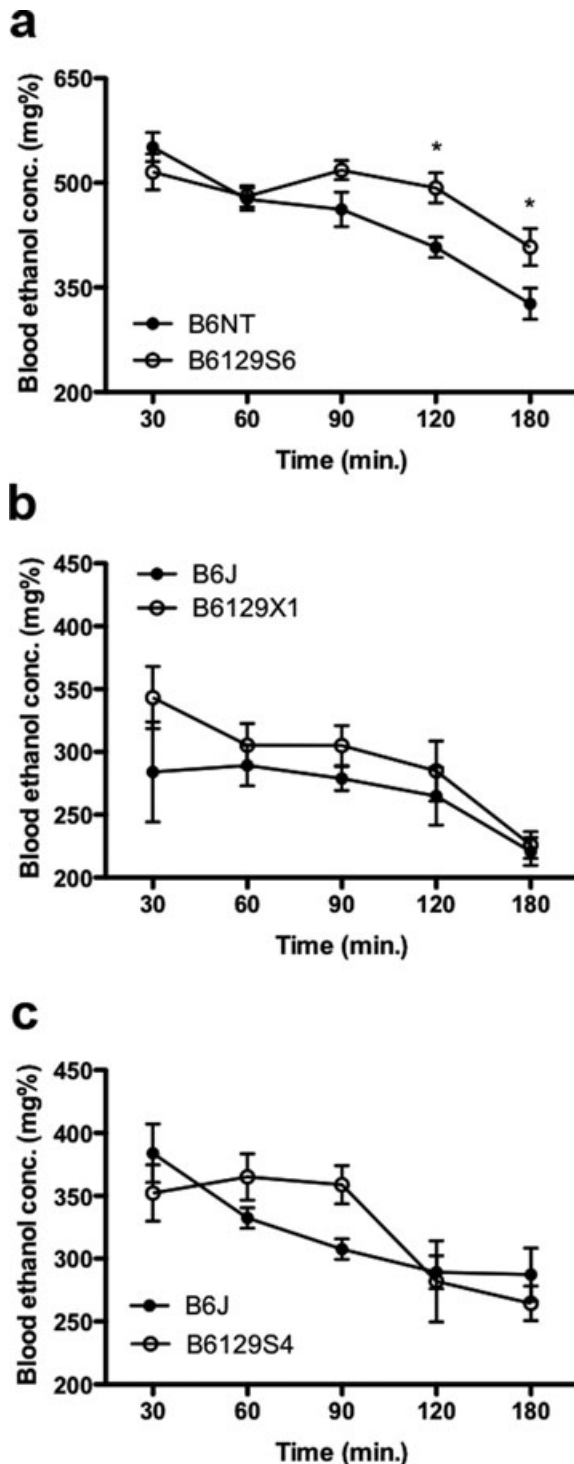 a
Blood ethanol conc. (mg%)
650
500
350
200
*
*
B6NT
B6129S6
30 60 90 120 180
Time (min.)
b
Blood ethanol conc. (mg%)
450
400
350
300
250
200
B6J
B6129X1
30 60 90 120 180
Time (min.)
c
Blood ethanol conc. (mg%)
450
400
350
300
250
200
B6J
B6129S4
30 60 90 120 180
Time (min.)